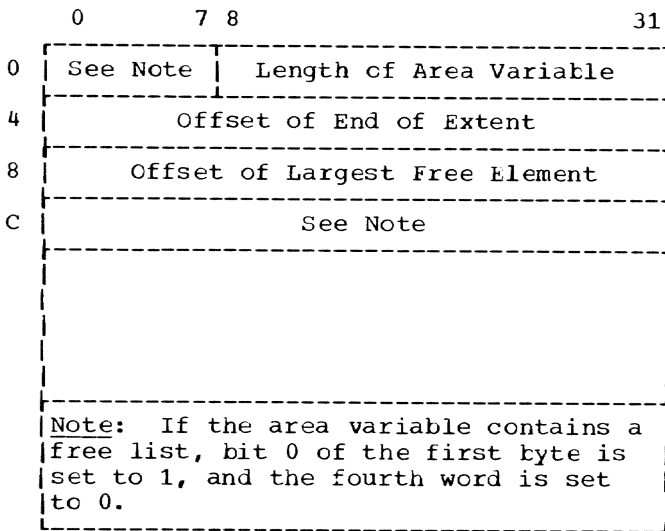 0 7 8 31
0 See Note Length of Area Variable
4 Offset of End of Extent
8 Offset of Largest Free Element
C See Note
Note: If the area variable contains a
free list, bit 0 of the first byte is
set to 1, and the fourth word is set
to 0.